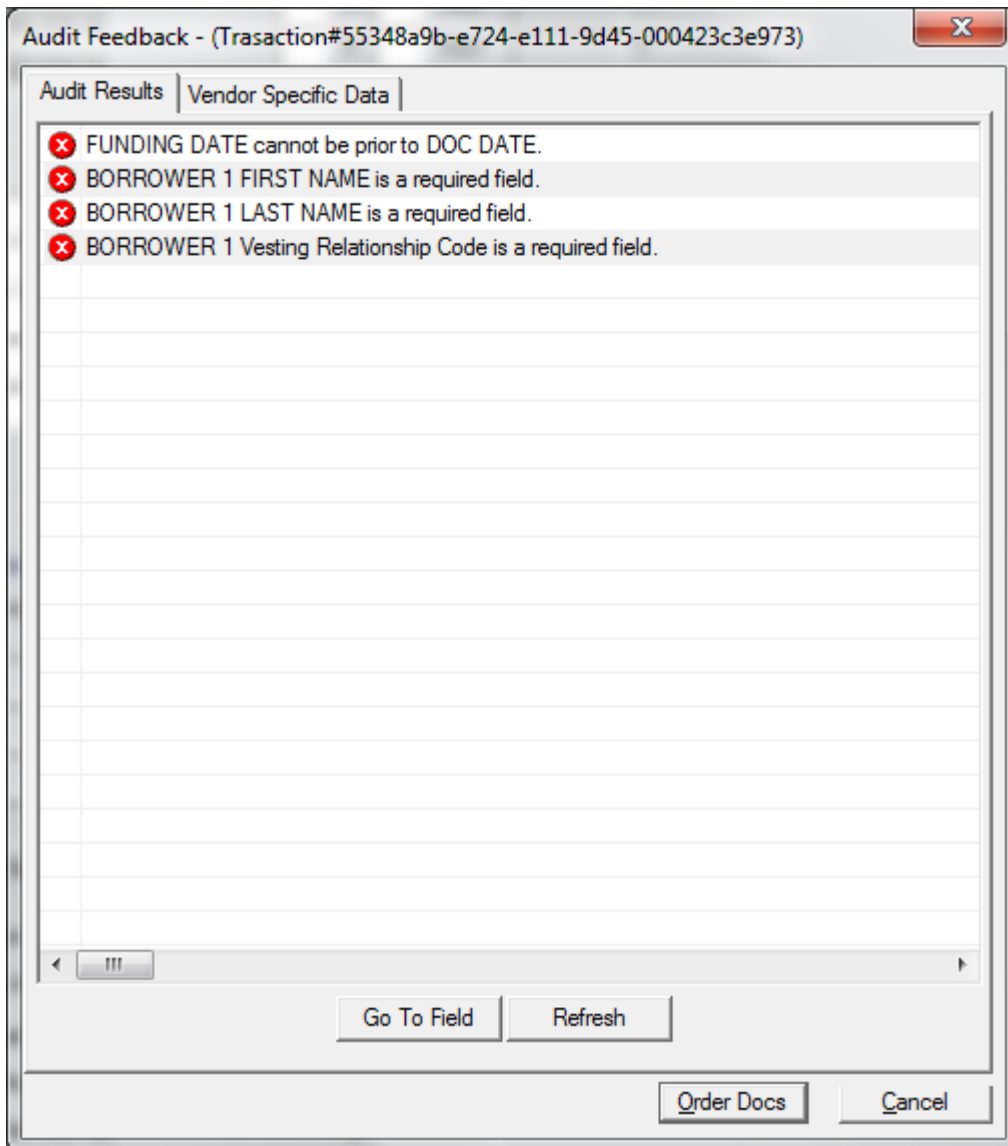 Audit Feedback - (Trasaction#55348a9b-e724-e111-9d45-000423c3e973)
Audit Results
Vendor Specific Data
FUNDING DATE cannot be prior to DOC DATE.
BORROWER 1 FIRST NAME is a required field.
BORROWER 1 LAST NAME is a required field.
BORROWER 1 Vesting Relationship Code is a required field.
Go To Field
Refresh
Order Docs
Cancel